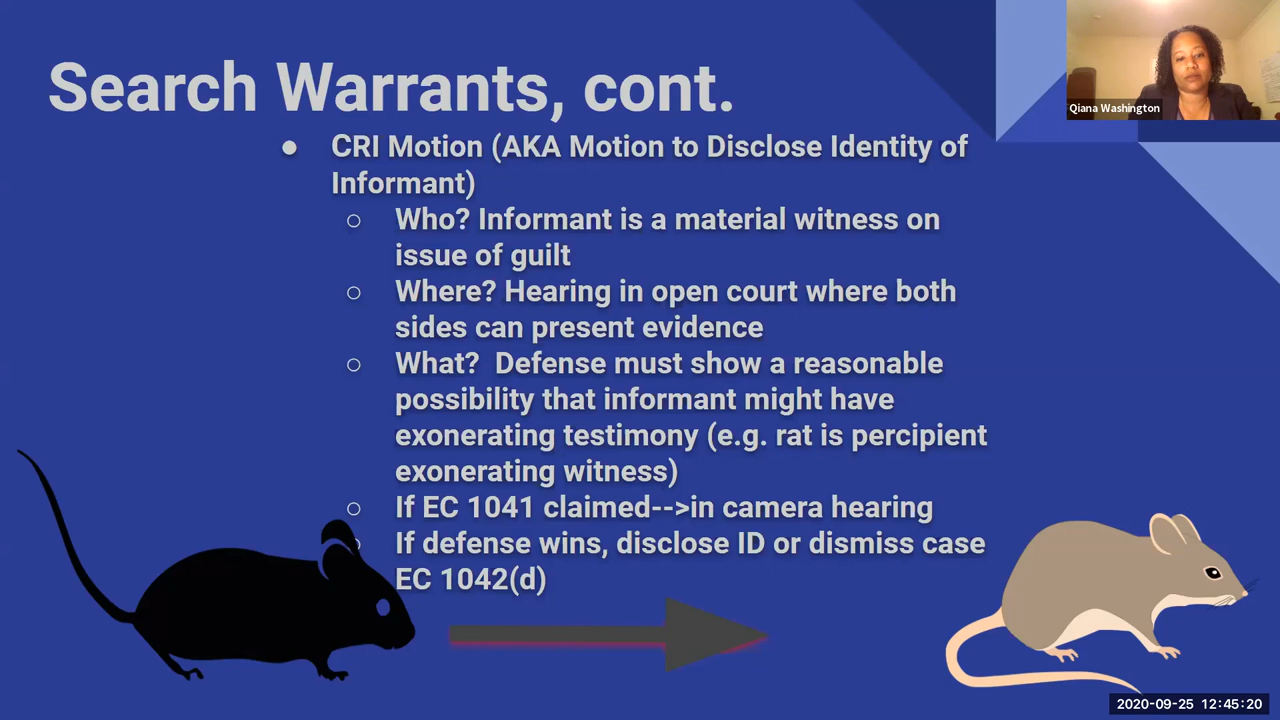 Search Warrants, cont.
Qiana Washington
● CRI Motion (AKA Motion to Disclose Identity of
Informant)
○ Who? Informant is a material witness on
issue of guilt
○ Where? Hearing in open court where both
sides can present evidence
○ What?  Defense must show a reasonable
possibility that informant might have
exonerating testimony (e.g. rat is percipient
exonerating witness)
○ If EC 1041 claimed-->in camera hearing
○ If defense wins, disclose ID or dismiss case
EC 1042(d)
2020-09-25 12:45:20